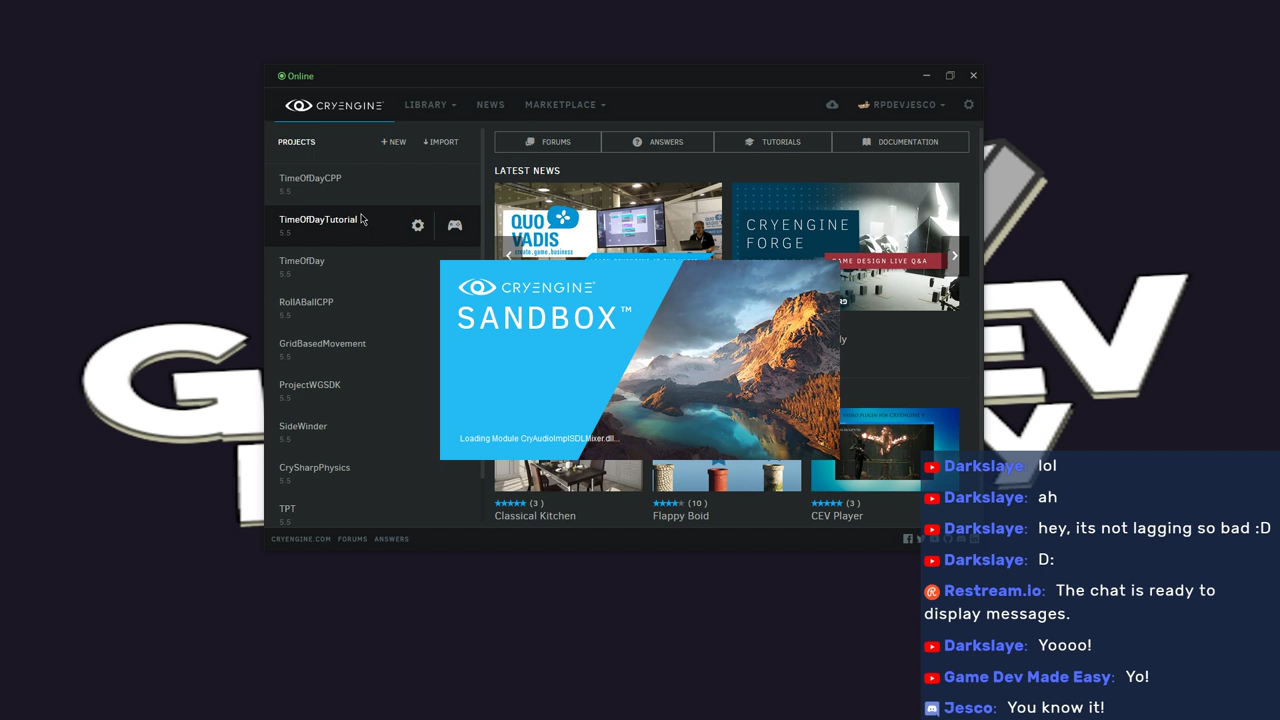 Online
CRYENGINE
LIBRARY
NEWS
MARKETPLACE
RPDEVJESCO
PROJECTS
+ NEW
IMPORT
TimeOfDayCPP
5.5
TimeOfDayTutorial
5.5
TimeOfDay
5.5
RollABallCPP
5.5
GridBasedMovement
5.5
ProjectWGSDK
5.5
SideWinder
5.5
CrySharpPhysics
5.5
TPT
5.5
FORUMS
ANSWERS
TUTORIALS
DOCUMENTATION
LATEST NEWS
QUO
VADIS
create.game.business
CRYENGINE
FORGE
GAME DESIGN LIVE Q&A
CRYENGINE
SANDBOX™
Loading Module CryAudioImplSDLMixer.dll...
(3)
Classical Kitchen
(10)
Flappy Boid
(3)
CEV Player
CRYENGINE.COM FORUMS ANSWERS
Darkslaye: lol
Darkslaye: ah
Darkslaye: hey, its not lagging so bad :D
Darkslaye: D:
Restream.io: The chat is ready to
display messages.
Darkslaye: Yoooo!
Game Dev Made Easy: Yo!
Jesco: You know it!